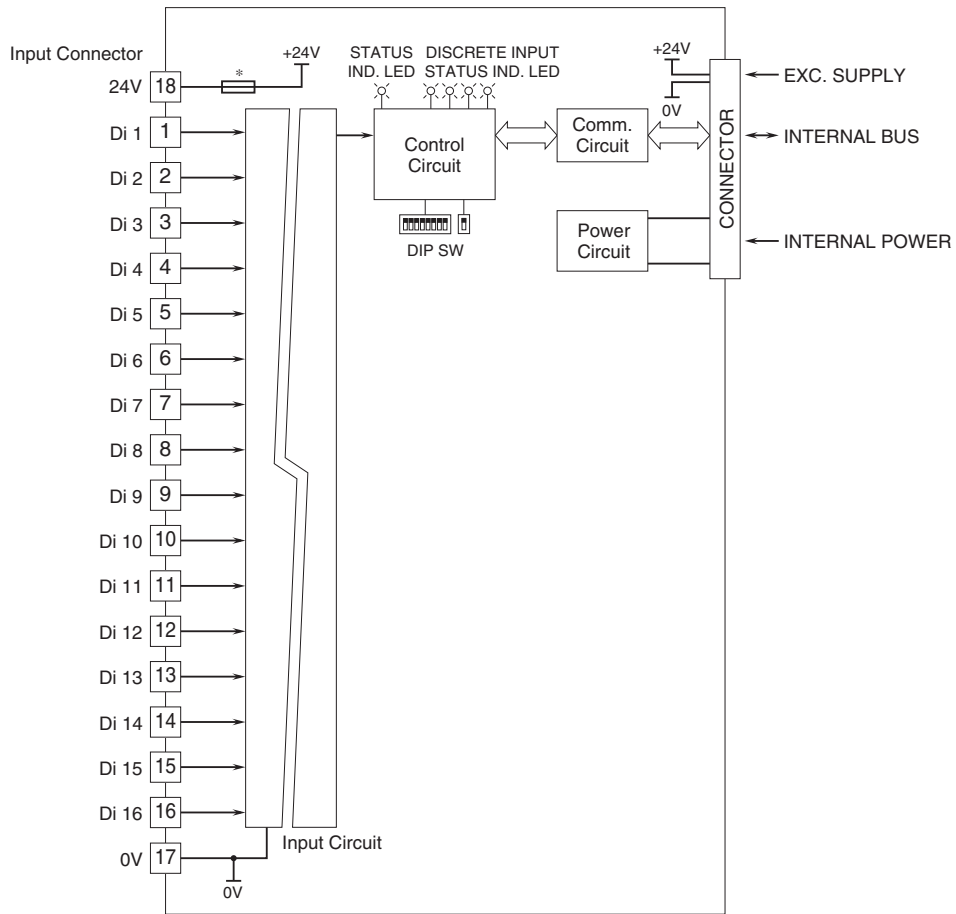 Input Connector
24V 18
*
+24V
STATUS
IND. LED
DISCRETE INPUT
STATUS IND. LED
+24V
0V
EXC. SUPPLY
INTERNAL BUS
INTERNAL POWER
CONNECTOR
Control
Circuit
Comm.
Circuit
Power
Circuit
DIP SW
Di 1 1
Di 2 2
Di 3 3
Di 4 4
Di 5 5
Di 6 6
Di 7 7
Di 8 8
Di 9 9
Di 10 10
Di 11 11
Di 12 12
Di 13 13
Di 14 14
Di 15 15
Di 16 16
0V 17
0V
Input Circuit